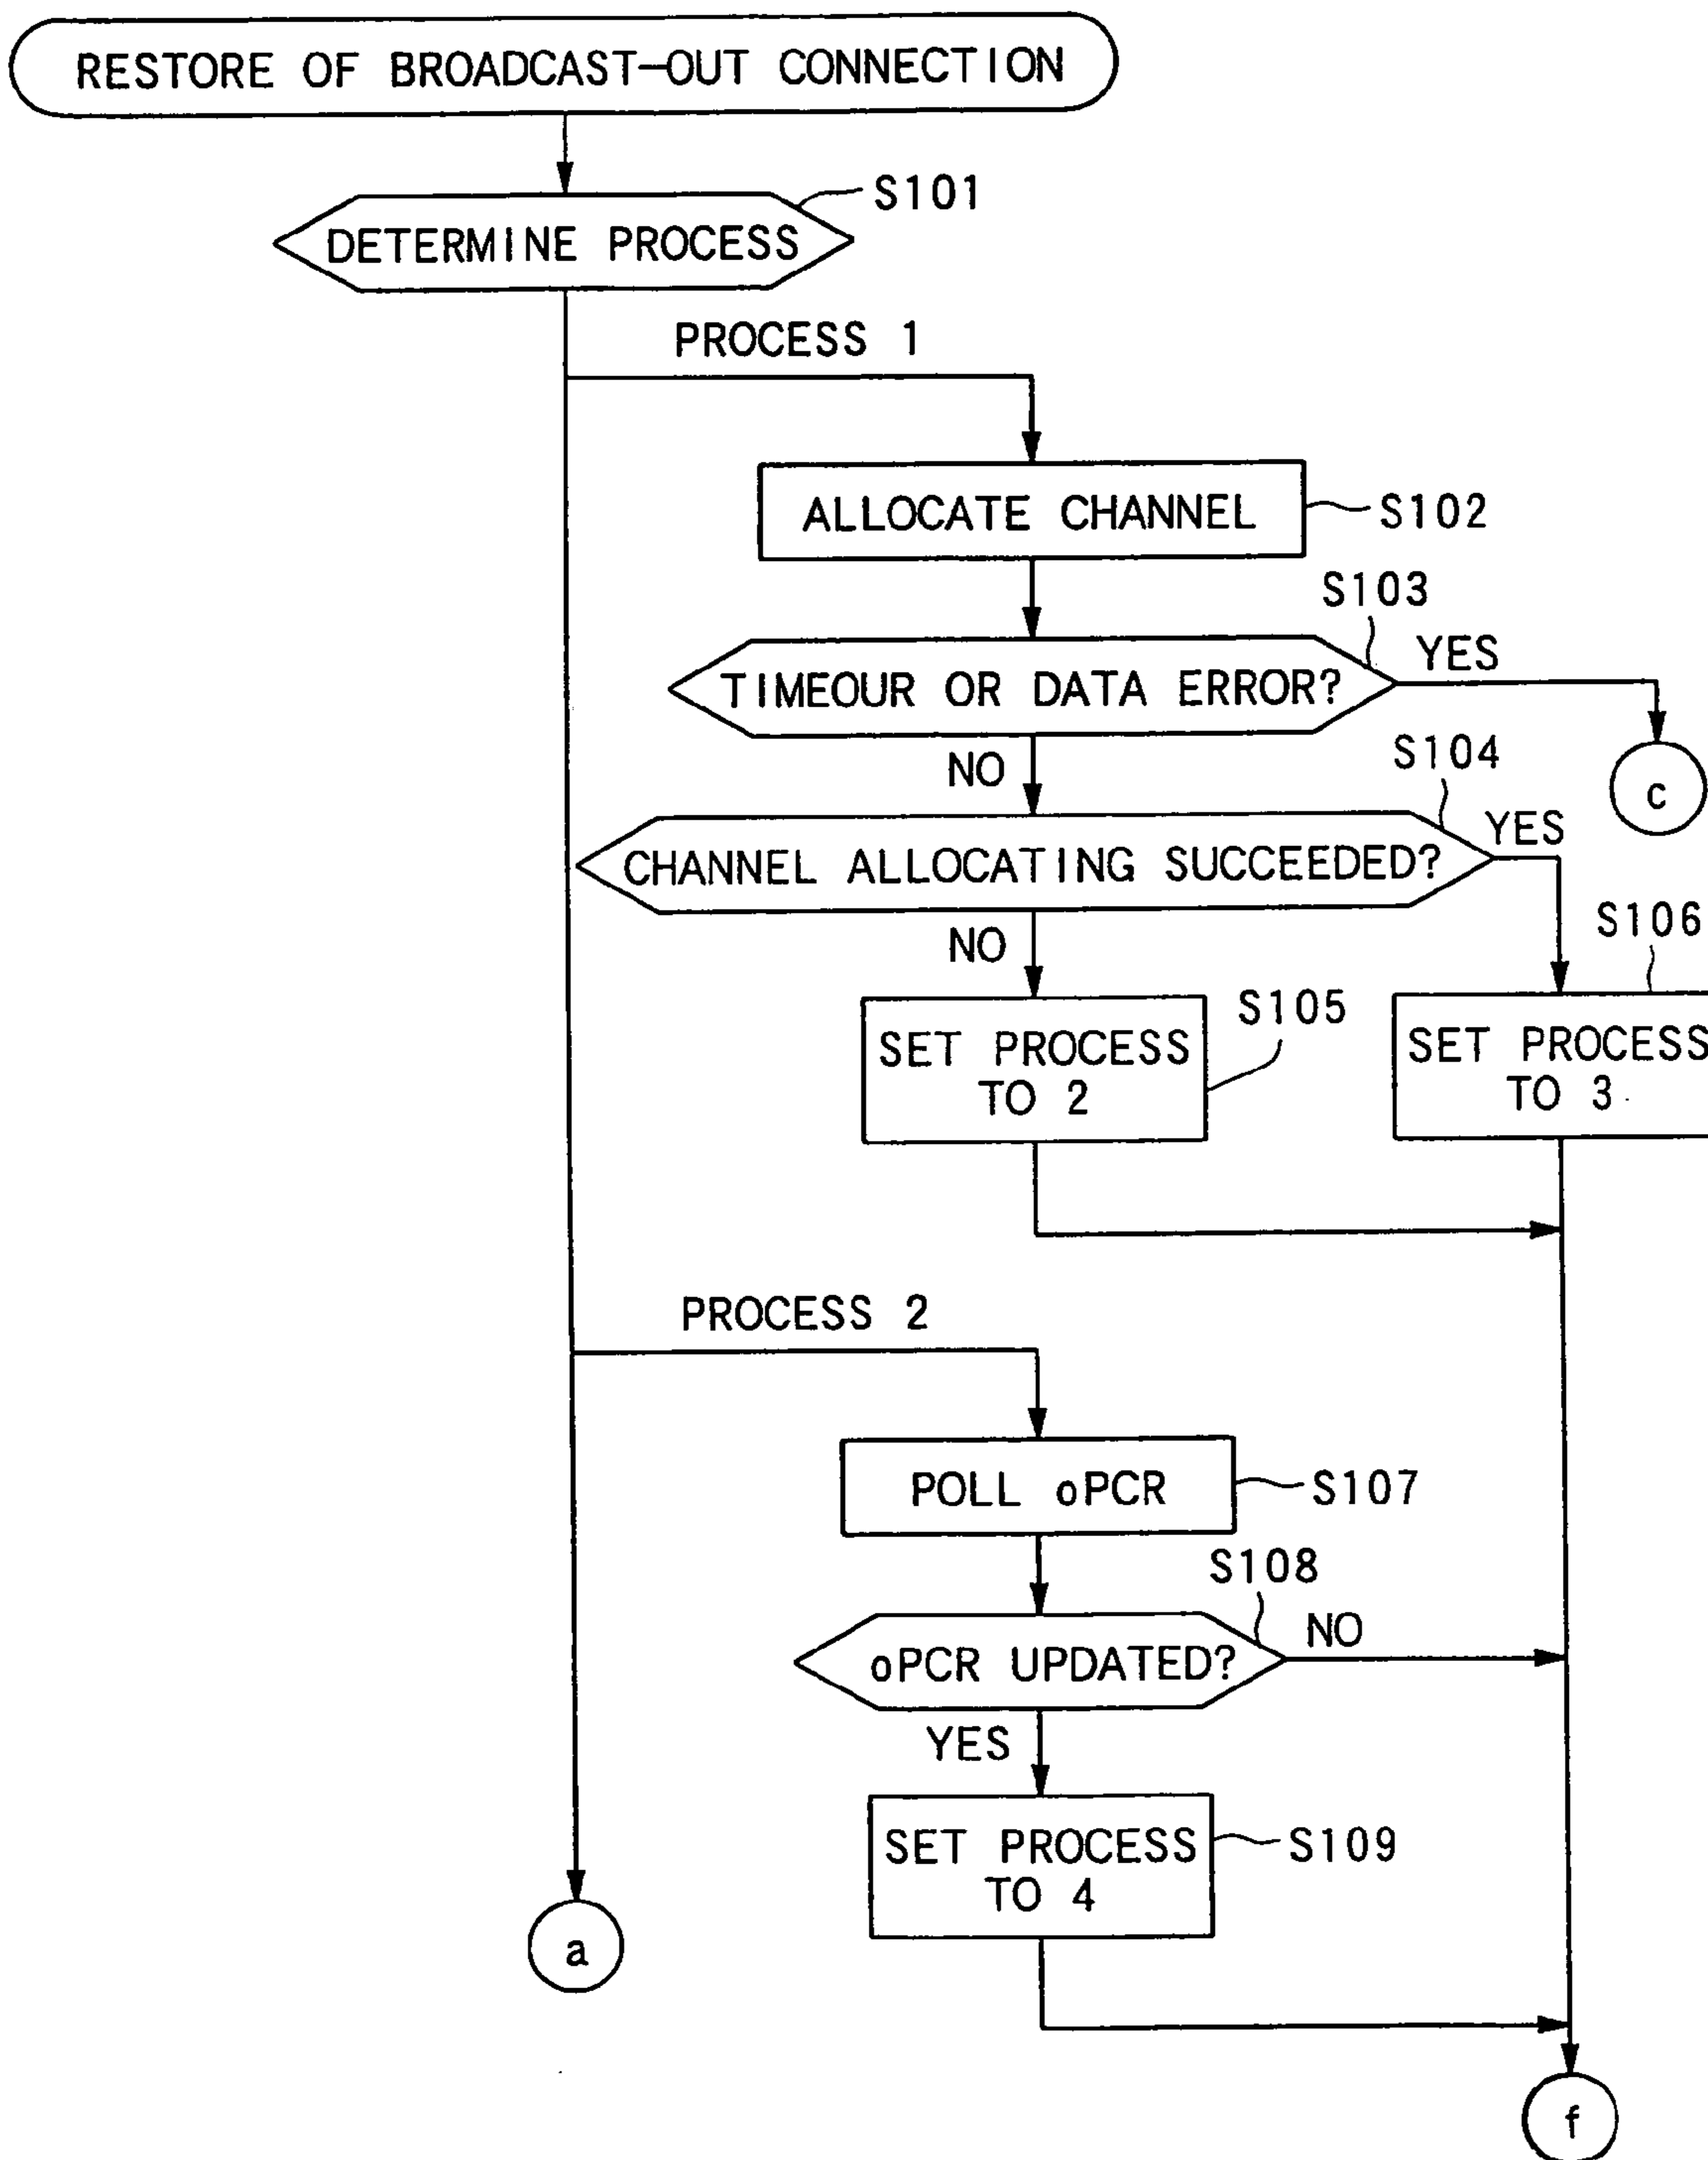 RESTORE OF BROADCAST-OUT CONNECTION
S101
DETERMINE PROCESS
PROCESS 1
ALLOCATE CHANNEL
S102
S103
TIMEOUR OR DATA ERROR?
YES
NO
c
S104
CHANNEL ALLOCATING SUCCEEDED?
YES
NO
S106
S105
SET PROCESS
TO 2
SET PROCESS
TO 3
PROCESS 2
POLL oPCR
S107
S108
oPCR UPDATED?
NO
YES
SET PROCESS
TO 4
S109
a
f